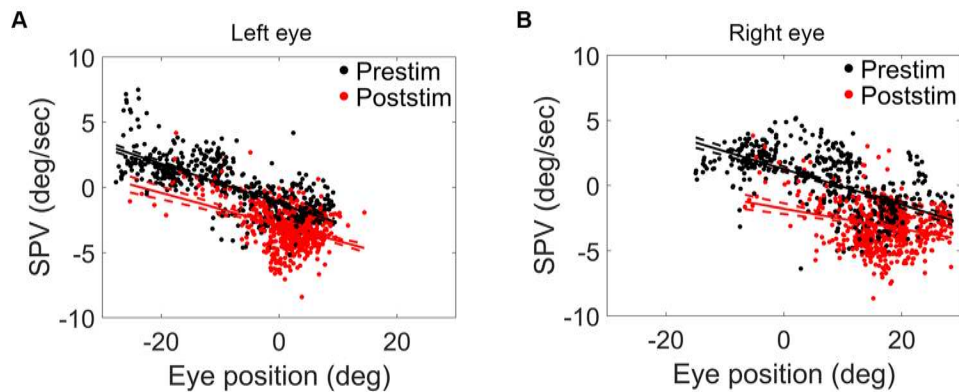 A
Left eye
10
5
0
-5
-10
SPV (deg/sec)
Prestim
Poststim
-20
0
20
Eye position (deg)
B
Right eye
10
5
0
-5
-10
SPV (deg/sec)
Prestim
Poststim
-20
0
20
Eye position (deg)